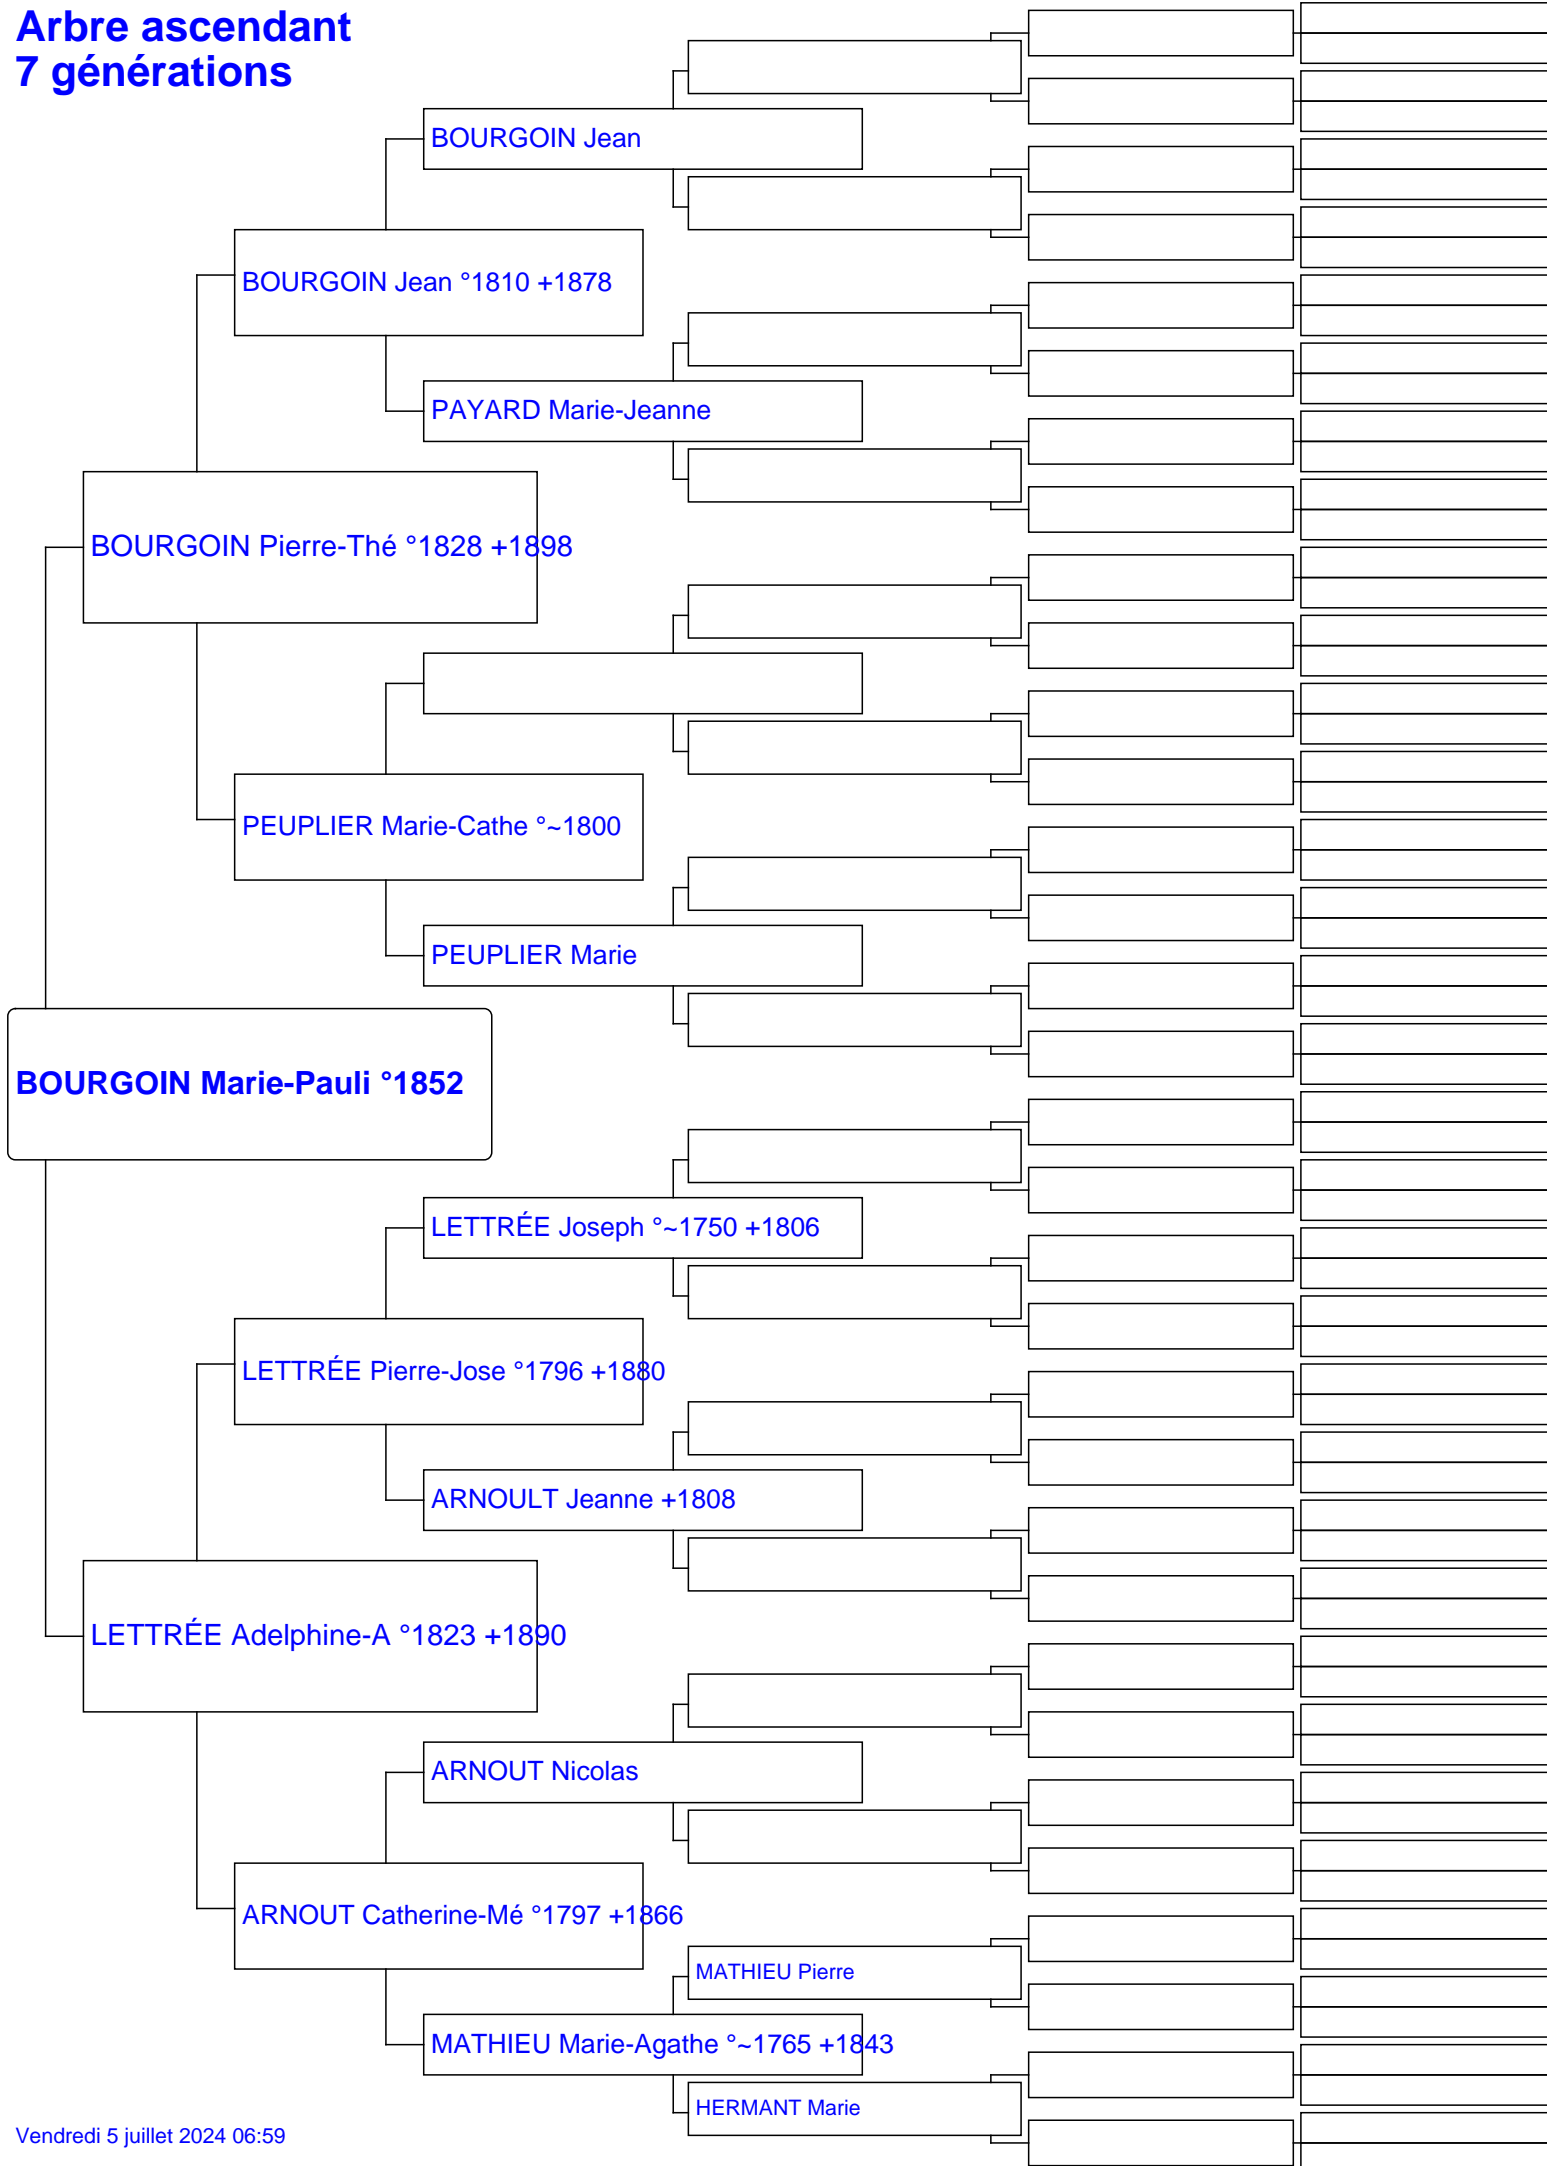 Arbre ascendant
7 générations
BOURGOIN Jean
BOURGOIN Jean °1810 +1878
PAYARD Marie-Jeanne
BOURGOIN Pierre-Thé °1828 +1898
PEUPLIER Marie-Cathe °~1800
PEUPLIER Marie
BOURGOIN Marie-Pauli °1852
LETTRÉE Joseph °~1750 +1806
LETTRÉE Pierre-Jose °1796 +1880
ARNOULT Jeanne +1808
LETTRÉE Adelphine-A °1823 +1890
ARNOUT Nicolas
ARNOUT Catherine-Mé °1797 +1866
MATHIEU Pierre
MATHIEU Marie-Agathe °~1765 +1843
HERMANT Marie
Vendredi 5 juillet 2024 06:59